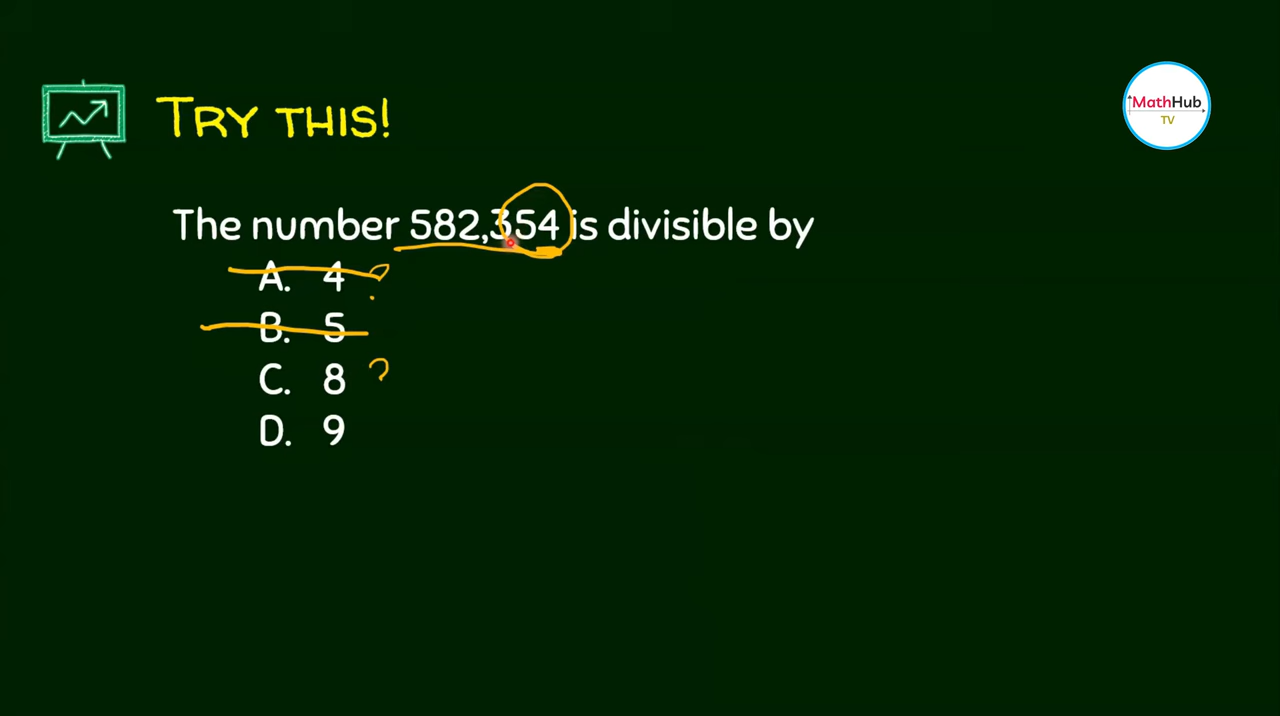 TRY THIS!
MathHub
TV
The number 582,354 is divisible by
A. 4 ?
B. 5
C. 8 ?
D. 9